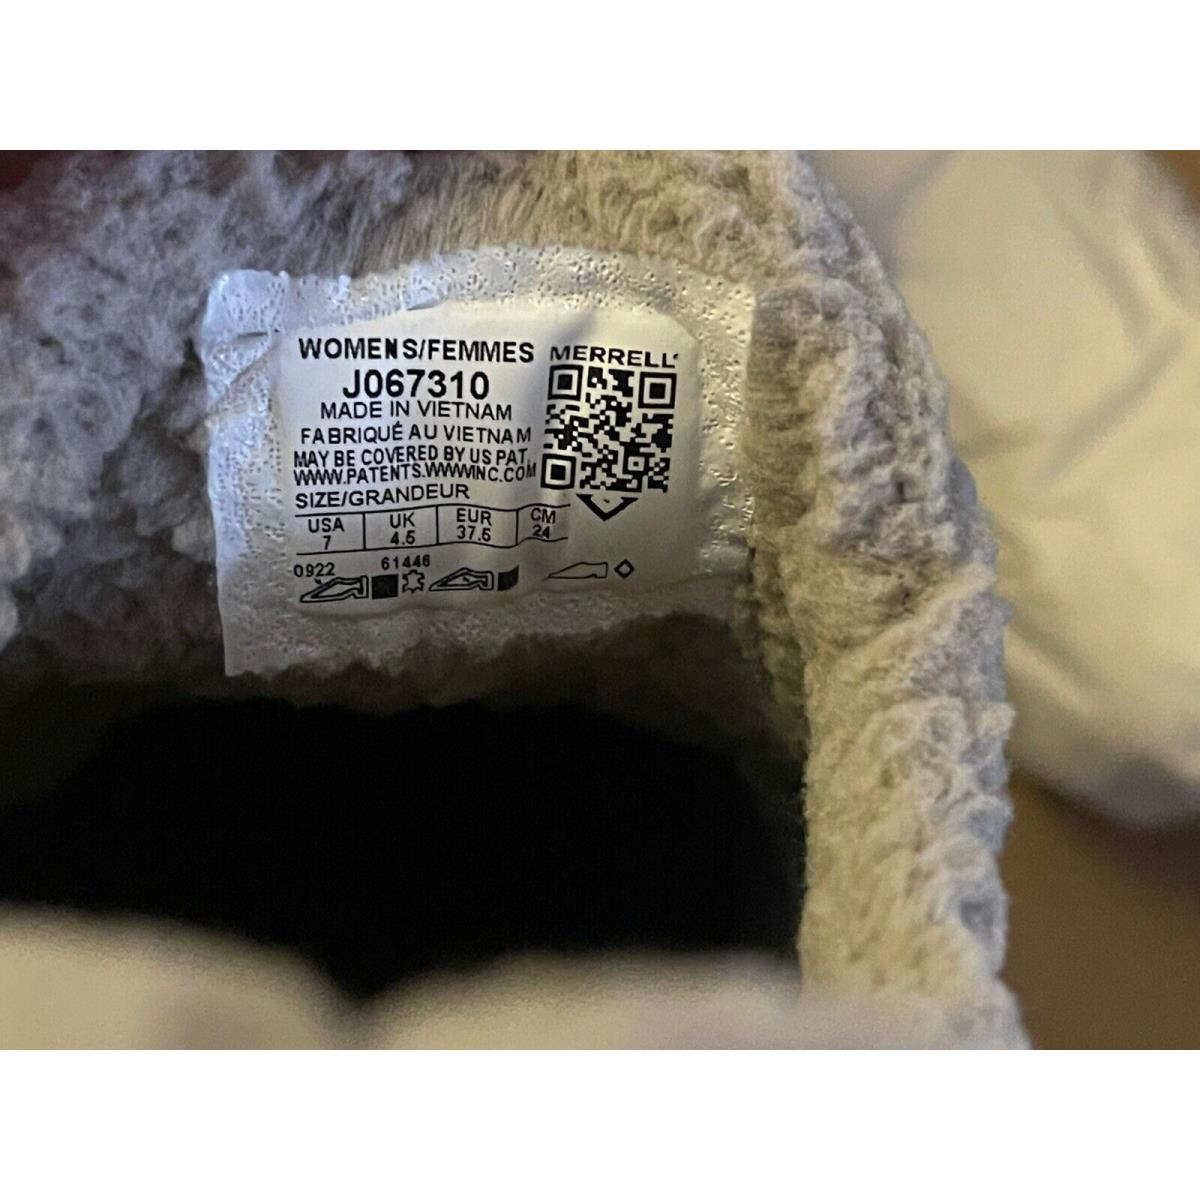 WOMENS/FEMMES
MERRELL
J067310
MADE IN VIETNAM
FABRIQUÉ AU VIETNAM
MAY BE COVERED BY US PAT.
WWW.PATENTS.WWWINC.COM
SIZE/GRANDEUR
USA UK EUR CM
7 4.5 37.5 24
0922 61446